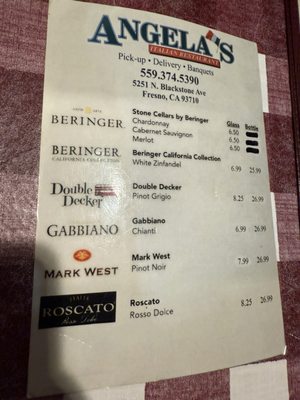 ANGELA'S
ITALIAN RESTAURANT
Pick-up • Delivery • Banquets
559.374.5390
5251 N. Blackstone Ave
Fresno, CA 93710
Glass Bottle
BERINGER
Stone Cellars by Beringer
Chardonnay 6.50
Cabernet Sauvignon 6.50
Merlot 6.50
BERINGER
CALIFORNIA COLLECTION
Beringer California Collection
White Zinfandel 6.99 25.99
Double Decker
Double Decker
Pinot Grigio 8.25 26.99
GABBIANO
Gabbiano
Chianti 6.99 26.99
MARK WEST
Mark West
Pinot Noir 7.99 26.99
ROSCATO
Roscato
Rosso Dolce 8.25 26.99